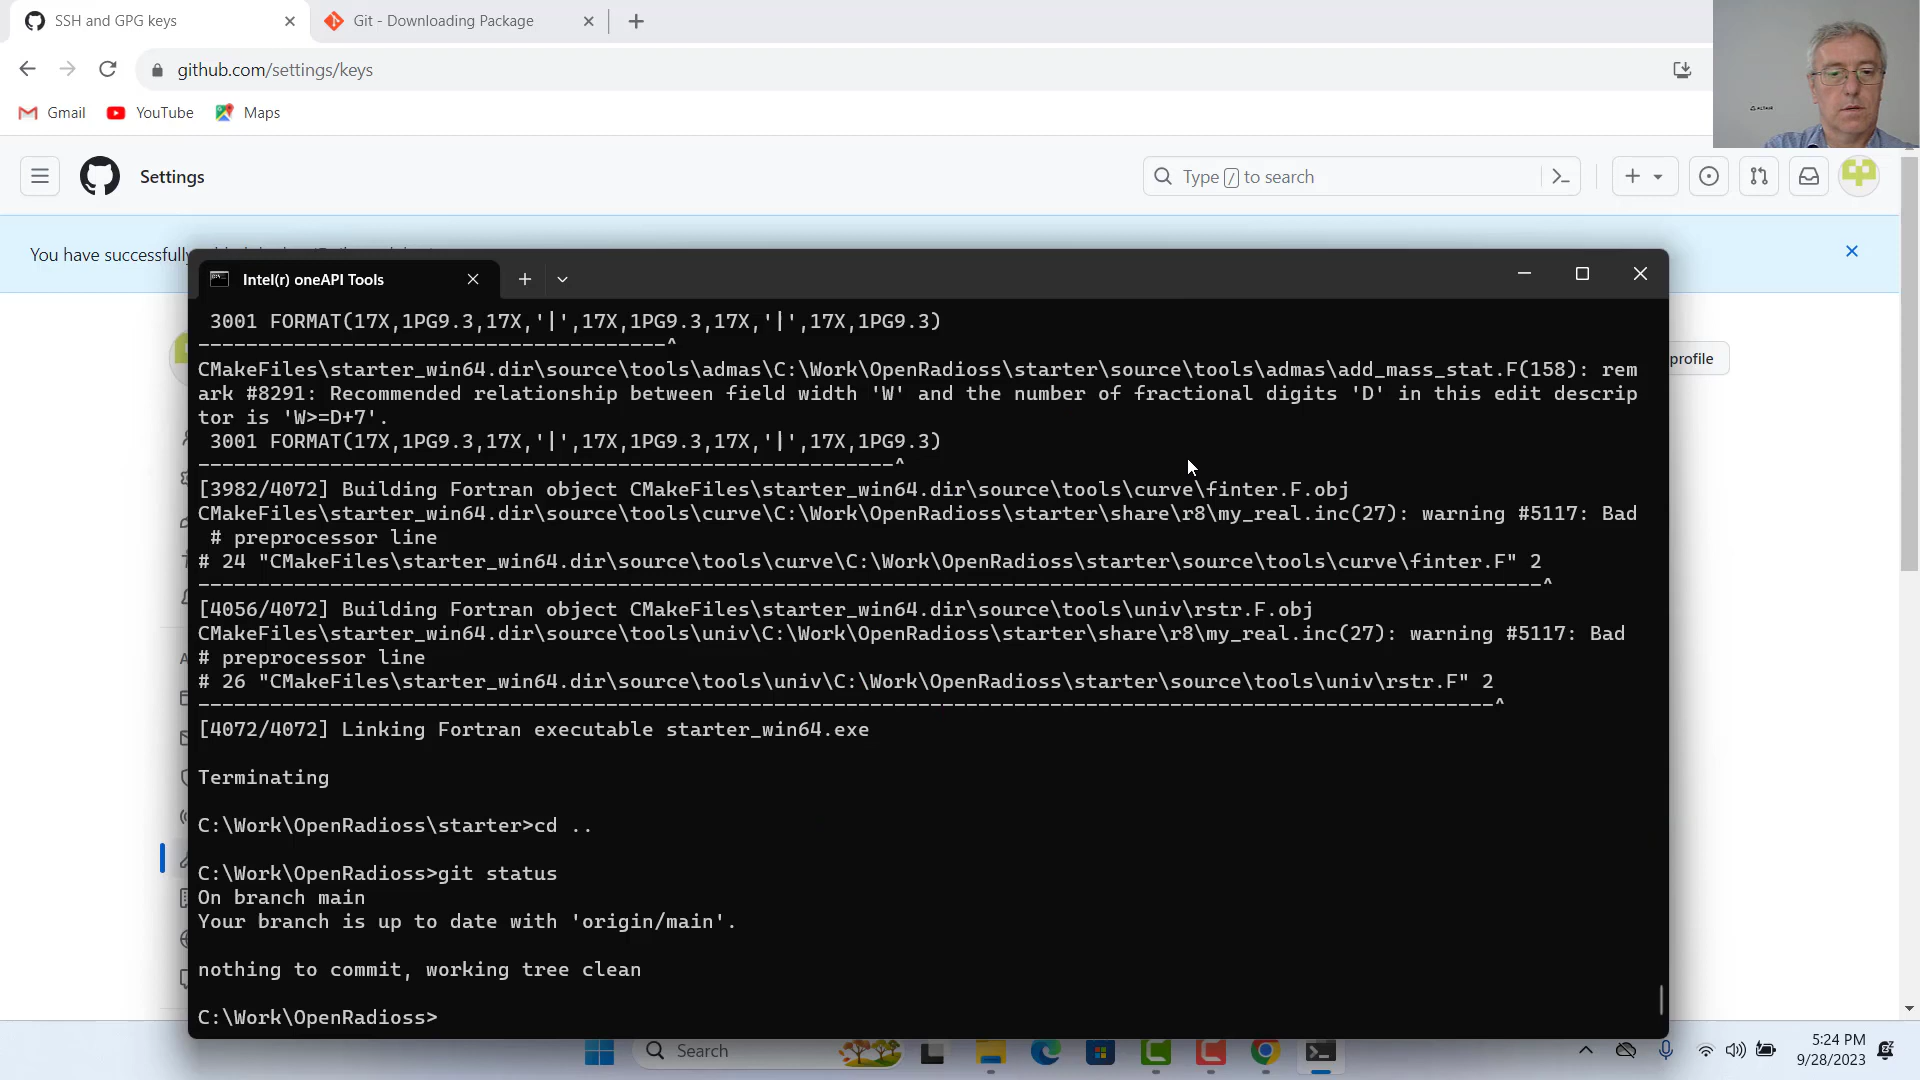 SSH and GPG keys
Git - Downloading Package
github.com/settings/keys
Gmail
YouTube
Maps
Settings
Type / to search
You have successfully
profile
Intel(r) oneAPI Tools
3001 FORMAT(17X,1PG9.3,17X,'|',17X,1PG9.3,17X,'|',17X,1PG9.3)
---------------------------------------^
CMakeFiles\starter_win64.dir\source\tools\admas\C:\Work\OpenRadioss\starter\source\tools\admas\add_mass_stat.F(158): rem
ark #8291: Recommended relationship between field width 'W' and the number of fractional digits 'D' in this edit descrip
tor is 'W>=D+7'.
3001 FORMAT(17X,1PG9.3,17X,'|',17X,1PG9.3,17X,'|',17X,1PG9.3)
----------------------------------------------------------^
[3982/4072] Building Fortran object CMakeFiles\starter_win64.dir\source\tools\curve\finter.F.obj
CMakeFiles\starter_win64.dir\source\tools\curve\C:\Work\OpenRadioss\starter\share\r8\my_real.inc(27): warning #5117: Bad
# preprocessor line
# 24 "CMakeFiles\starter_win64.dir\source\tools\curve\C:\Work\OpenRadioss\starter\source\tools\curve\finter.F" 2
----------------------------------------------------------------------------------------------------------------^
[4056/4072] Building Fortran object CMakeFiles\starter_win64.dir\source\tools\univ\rstr.F.obj
CMakeFiles\starter_win64.dir\source\tools\univ\C:\Work\OpenRadioss\starter\share\r8\my_real.inc(27): warning #5117: Bad
# preprocessor line
# 26 "CMakeFiles\starter_win64.dir\source\tools\univ\C:\Work\OpenRadioss\starter\source\tools\univ\rstr.F" 2
------------------------------------------------------------------------------------------------------------^
[4072/4072] Linking Fortran executable starter_win64.exe
Terminating
C:\Work\OpenRadioss\starter>cd ..
C:\Work\OpenRadioss>git status
On branch main
Your branch is up to date with 'origin/main'.
nothing to commit, working tree clean
C:\Work\OpenRadioss>
Search
5:24 PM
9/28/2023